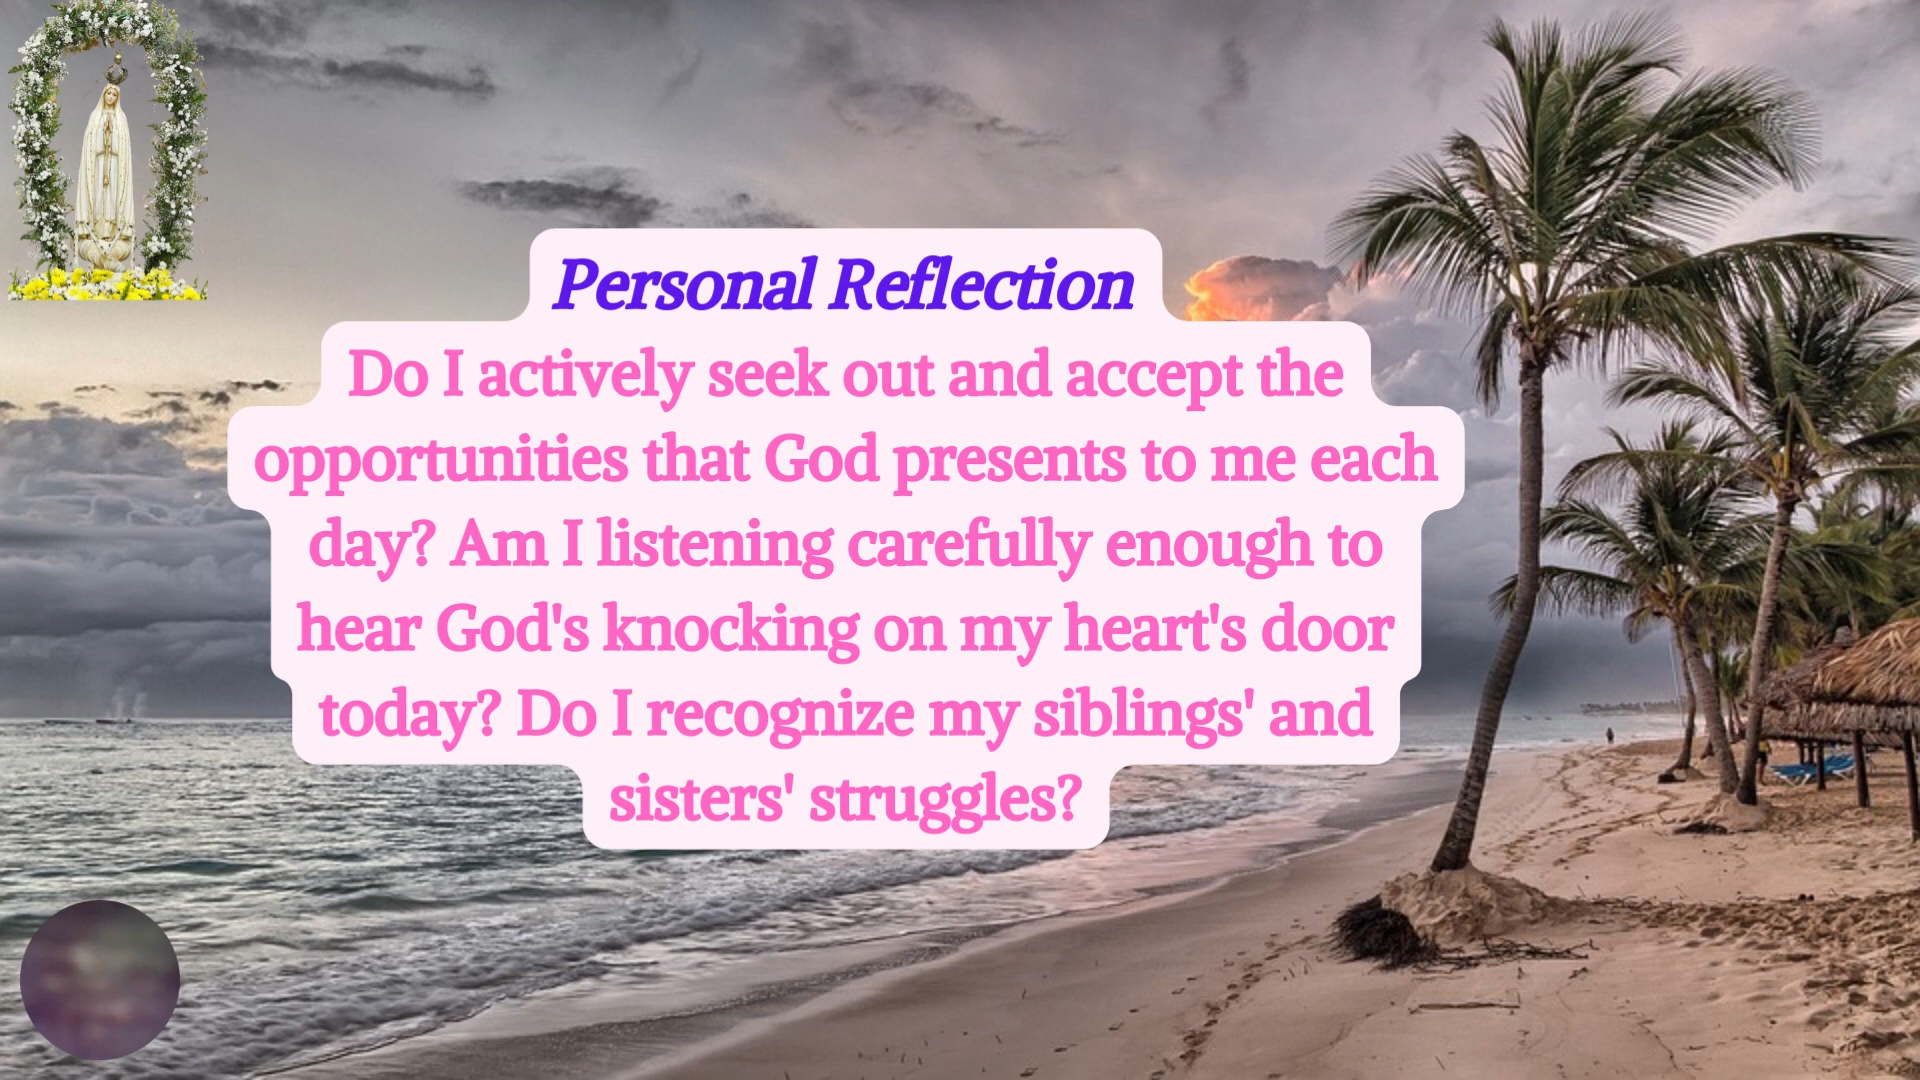 Personal Reflection
Do I actively seek out and accept the
opportunities that God presents to me each
day? Am I listening carefully enough to
hear God's knocking on my heart's door
today? Do I recognize my siblings' and
sisters' struggles?